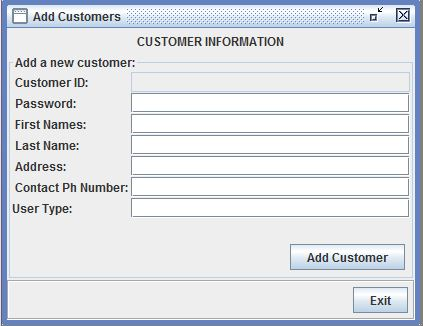 Add Customers
CUSTOMER INFORMATION
Add a new customer:
Customer ID:
Password:
First Names:
Last Name:
Address:
Contact Ph Number:
User Type:
Add Customer
Exit